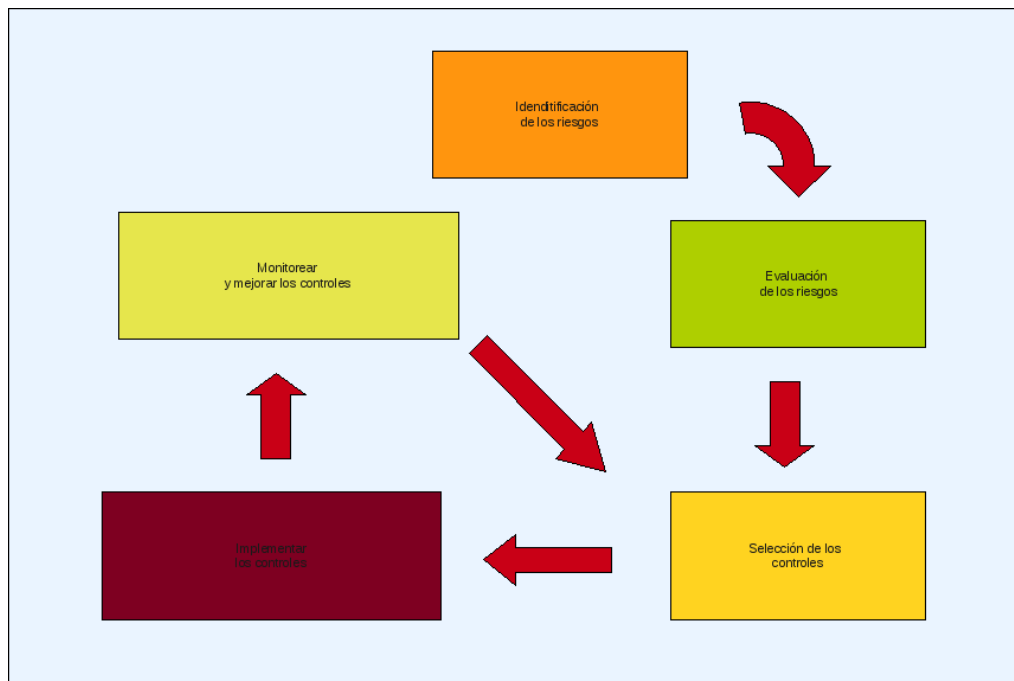 Idenditificación
de los riesgos
Evaluación
de los riesgos
Selección de los
controles
Implementar
los controles
Monitorear
y mejorar los controles